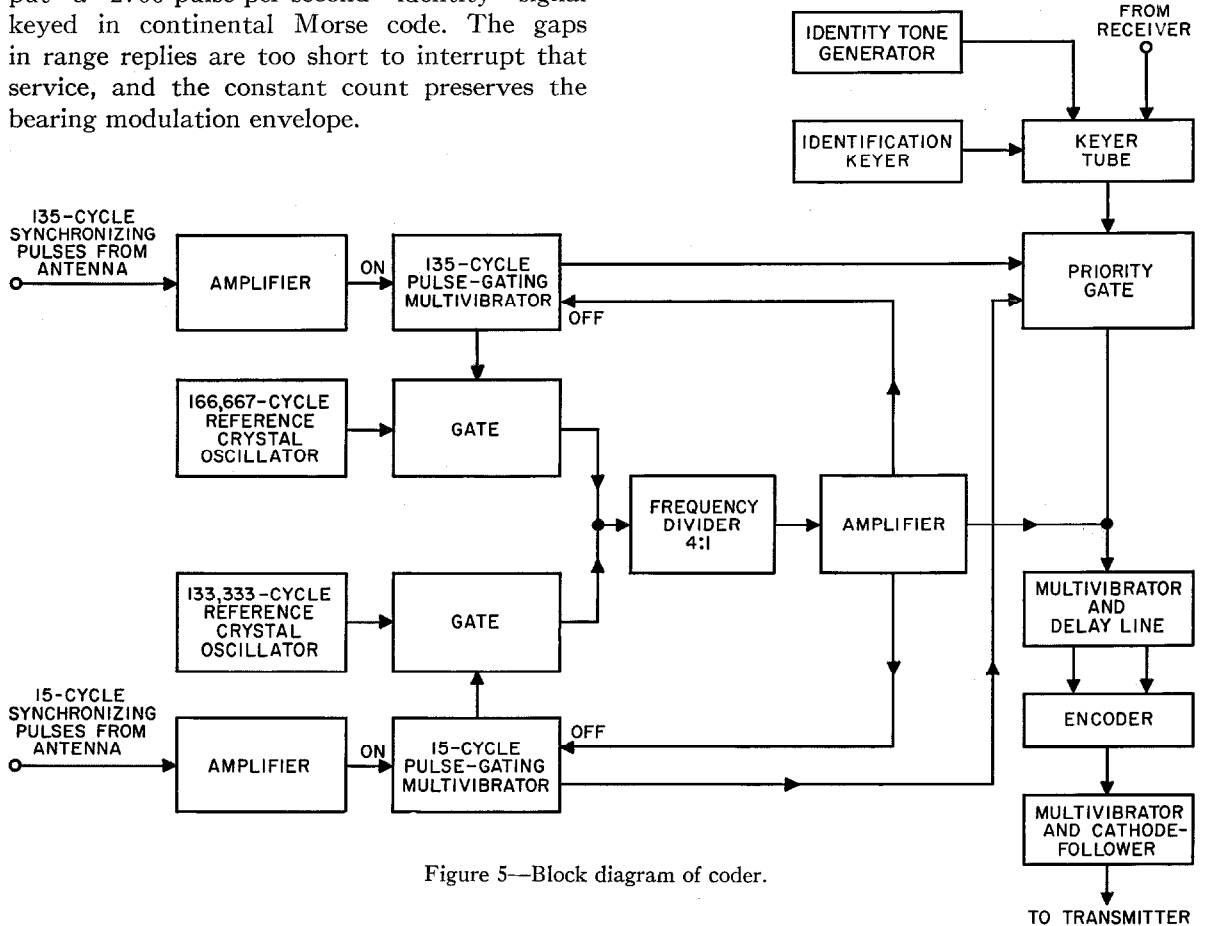 put a 2700-pulse-per-second identity signal
keyed in continental Morse code. The gaps
in range replies are too short to interrupt that
service, and the constant count preserves the
bearing modulation envelope.
IDENTITY TONE
GENERATOR
FROM
RECEIVER
IDENTIFICATION
KEYER
KEYER
TUBE
135-CYCLE
SYNCHRONIZING
PULSES FROM
ANTENNA
AMPLIFIER
ON
135-CYCLE
PULSE-GATING
MULTIVIBRATOR
OFF
PRIORITY
GATE
166,667-CYCLE
REFERENCE
CRYSTAL
OSCILLATOR
GATE
FREQUENCY
DIVIDER
4:1
AMPLIFIER
133,333-CYCLE
REFERENCE
CRYSTAL
OSCILLATOR
GATE
MULTIVIBRATOR
AND
DELAY LINE
15-CYCLE
SYNCHRONIZING
PULSES FROM
ANTENNA
AMPLIFIER
ON
15-CYCLE
PULSE-GATING
MULTIVIBRATOR
OFF
ENCODER
MULTIVIBRATOR
AND CATHODE-
FOLLOWER
TO TRANSMITTER
Figure 5—Block diagram of coder.